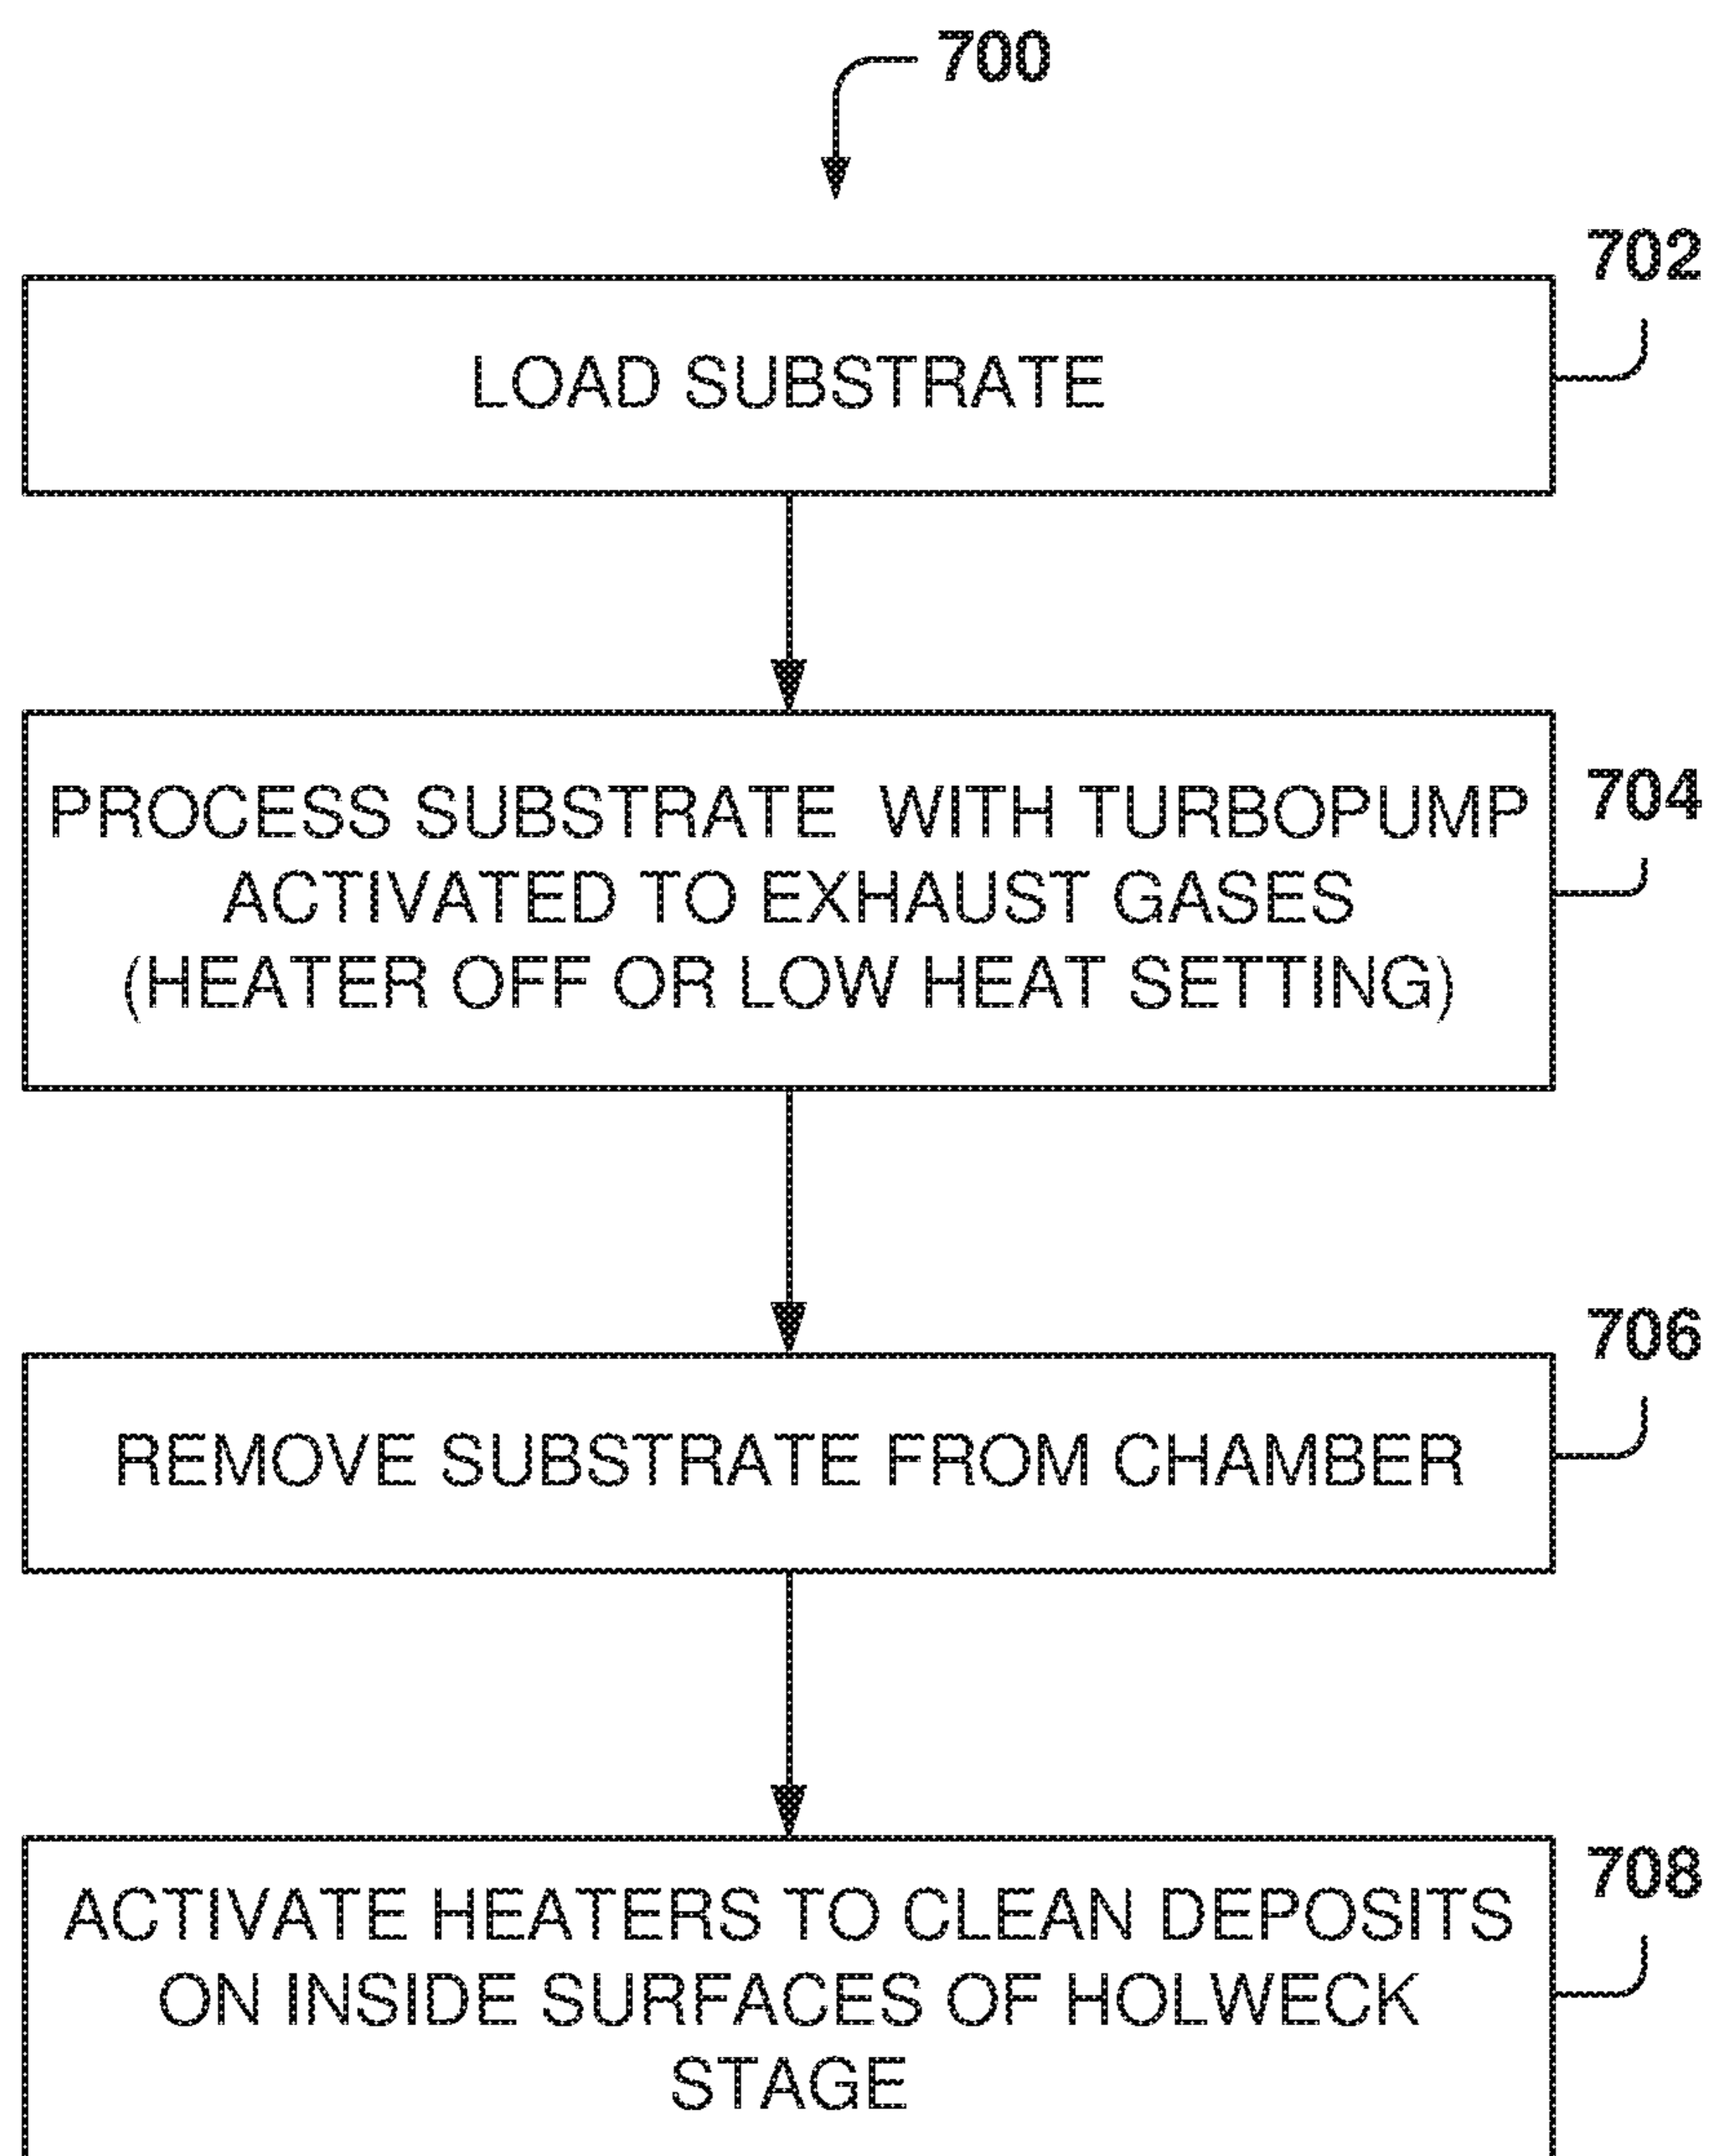 700
702
LOAD SUBSTRATE
PROCESS SUBSTRATE WITH TURBOPUMP
704
ACTIVATED TO EXHAUST GASES
(HEATER OFF OR LOW HEAT SETTING)
706
REMOVE SUBSTRATE FROM CHAMBER
708
ACTIVATE HEATERS TO CLEAN DEPOSITS
ON INSIDE SURFACES OF HOLWECK
STAGE